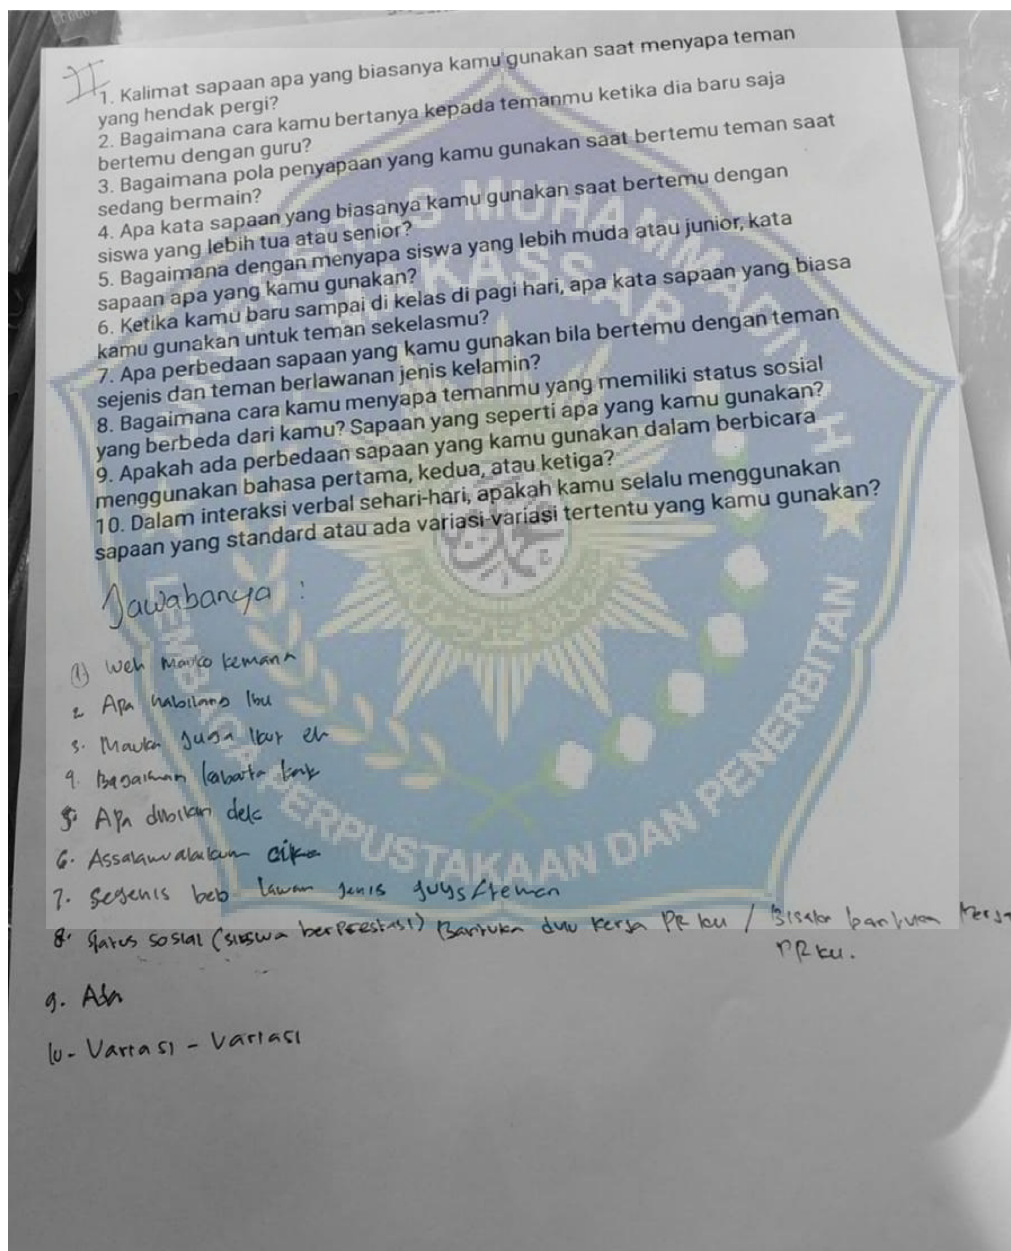 II
1. Kalimat sapaan apa yang biasanya kamu gunakan saat menyapa teman
yang hendak pergi?
2. Bagaimana cara kamu bertanya kepada temanmu ketika dia baru saja
bertemu dengan guru?
3. Bagaimana pola penyapaan yang kamu gunakan saat bertemu teman saat
sedang bermain?
4. Apa kata sapaan yang biasanya kamu gunakan saat bertemu dengan
siswa yang lebih tua atau senior?
5. Bagaimana dengan menyapa siswa yang lebih muda atau junior, kata
sapaan apa yang kamu gunakan?
6. Ketika kamu baru sampai di kelas di pagi hari, apa kata sapaan yang biasa
kamu gunakan untuk teman sekelasmu?
7. Apa perbedaan sapaan yang kamu gunakan bila bertemu dengan teman
sejenis dan teman berlawanan jenis kelamin?
8. Bagaimana cara kamu menyapa temanmu yang memiliki status sosial
yang berbeda dari kamu? Sapaan yang seperti apa yang kamu gunakan?
9. Apakah ada perbedaan sapaan yang kamu gunakan dalam berbicara
menggunakan bahasa pertama, kedua, atau ketiga?
10. Dalam interaksi verbal sehari-hari, apakah kamu selalu menggunakan
sapaan yang standard atau ada variasi-variasi tertentu yang kamu gunakan?
Jawabanya :
1) Weh Mauko kemana
2. Apa nabilang Ibu
3. Mauka juga ikut eh
4. Bagaimana kabarta kak
5. Apa dek
6. Assalamualaikum
7. Sejenis beb lawan jenis guys/teman
8. Status sosial (siswa berprestasi) Bantuka dulu kerja PR ku / kerja
PR ku.
9. Ada
10- Variasi - Variasi
MUHAMMADIYAH
MAKASSAR
LEMBAGA PERPUSTAKAAN DAN PENERBITAN